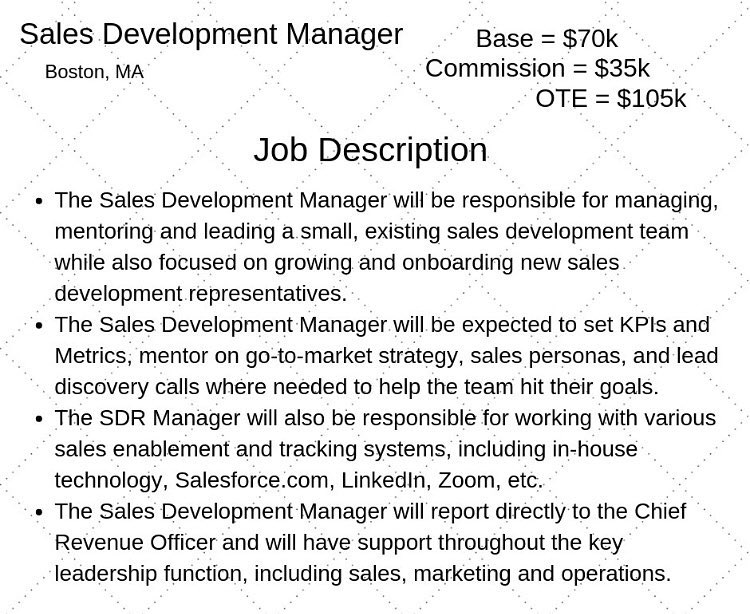 Sales Development Manager
Boston, MA
Base = $70k
Commission = $35k
OTE = $105k
Job Description
• The Sales Development Manager will be responsible for managing,
mentoring and leading a small, existing sales development team
while also focused on growing and onboarding new sales
development representatives.
• The Sales Development Manager will be expected to set KPIs and
Metrics, mentor on go-to-market strategy, sales personas, and lead
discovery calls where needed to help the team hit their goals.
• The SDR Manager will also be responsible for working with various
sales enablement and tracking systems, including in-house
technology, Salesforce.com, LinkedIn, Zoom, etc.
• The Sales Development Manager will report directly to the Chief
Revenue Officer and will have support throughout the key
leadership function, including sales, marketing and operations.